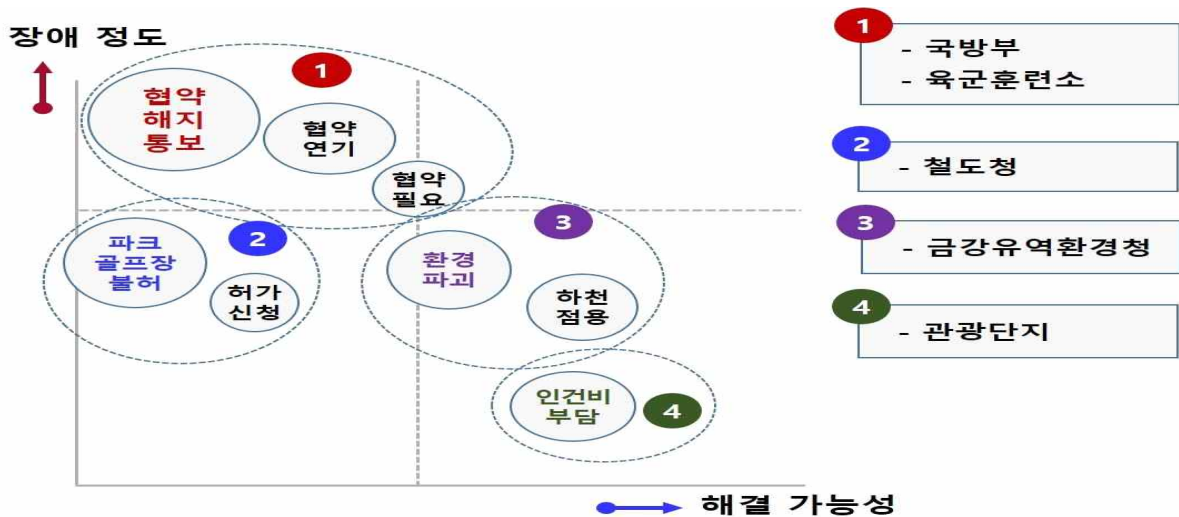 장애 정도
1
협약
해지
통보
협약
연기
협약
필요
2
파크
골프장
불허
허가
신청
3
환경
파괴
하천
점용
인건비
부담
4
해결 가능성
1
- 국방부
- 육군훈련소
2
- 철도청
3
- 금강유역환경청
4
- 관광단지